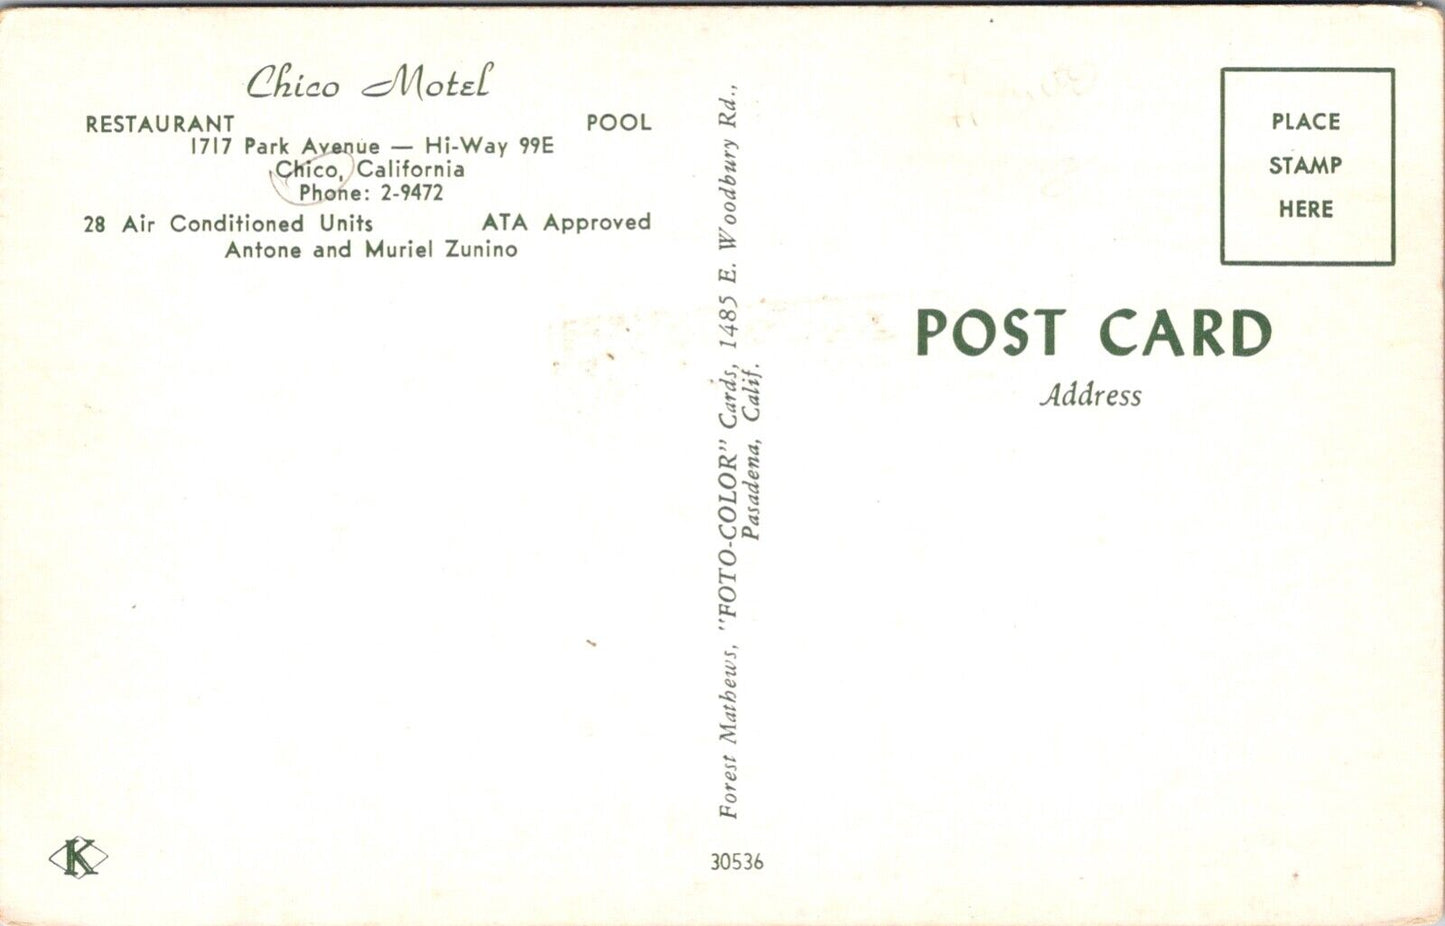 Chico Motel
RESTAURANT POOL
1717 Park Avenue — Hi-Way 99E
Chico, California
Phone: 2-9472
28 Air Conditioned Units ATA Approved
Antone and Muriel Zunino
Forest Mathews, "FOTO-COLOR" Cards, 1485 E. Woodbury Rd.,
Pasadena, Calif.
PLACE
STAMP
HERE
POST CARD
Address
K
30536